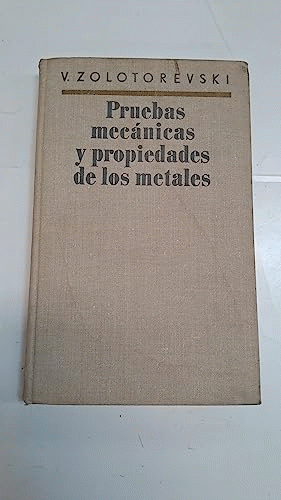 V. ZOLOTOREVSKI
Pruebas
mecánicas
y propiedades
de los metales